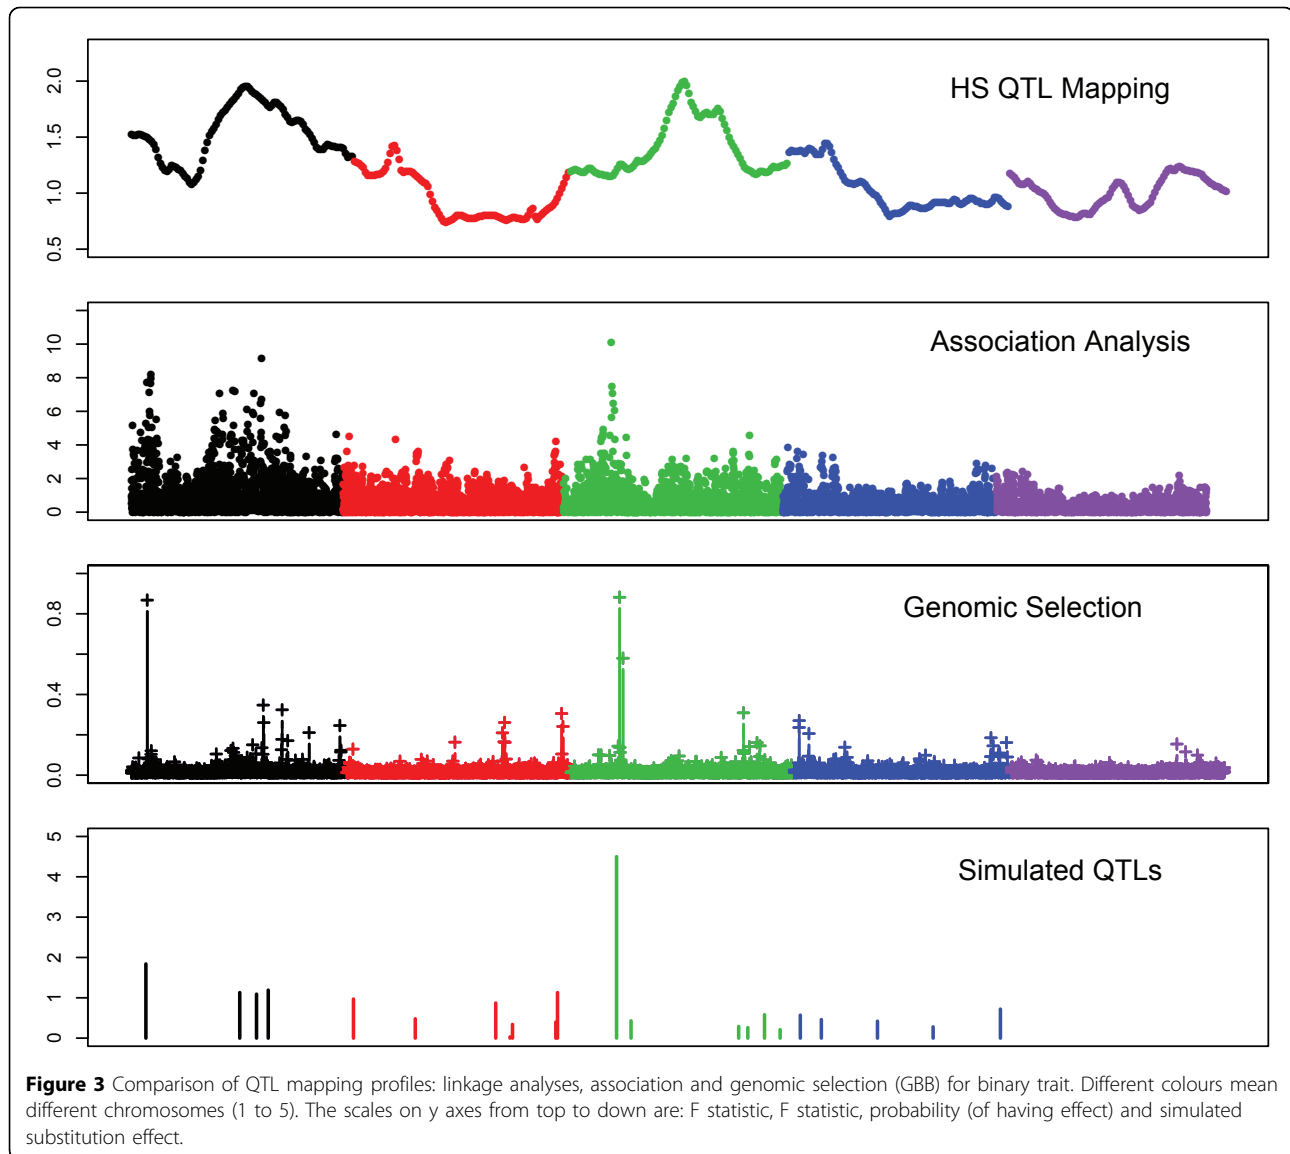 HS QTL Mapping
2.0
1.5
1.0
0.5
Association Analysis
10
8
6
4
2
0
Genomic Selection
0.8
0.4
0.0
Simulated QTLs
5
4
3
2
1
0
Figure 3 Comparison of QTL mapping profiles: linkage analyses, association and genomic selection (GBB) for binary trait. Different colours mean
different chromosomes (1 to 5). The scales on y axes from top to down are: F statistic, F statistic, probability (of having effect) and simulated
substitution effect.